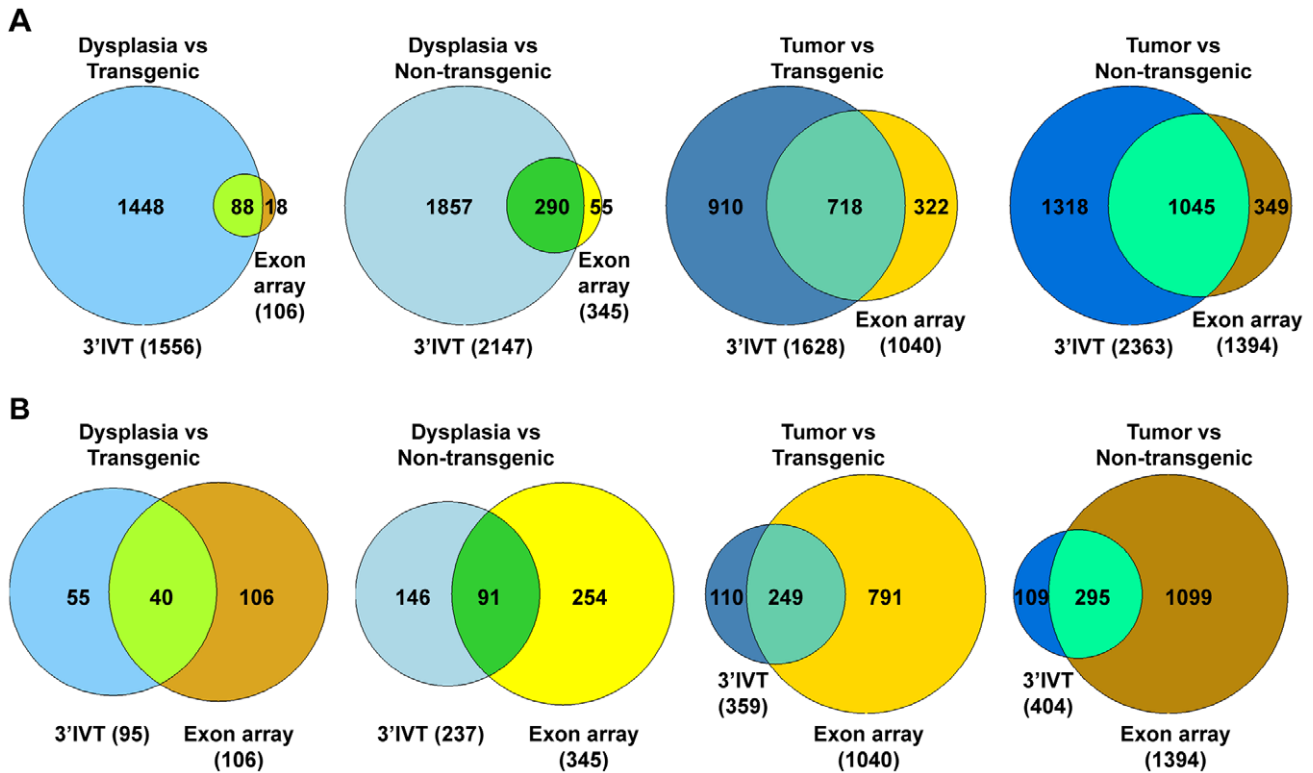 A
Dysplasia vs
Transgenic
1448
88
18
Exon
array
(106)
3'IVT (1556)
Dysplasia vs
Non-transgenic
1857
290
55
Exon
array
(345)
3'IVT (2147)
Tumor vs
Transgenic
910
718
322
Exon array
(1040)
3'IVT (1628)
Tumor vs
Non-transgenic
1318
1045
349
Exon array
(1394)
3'IVT (2363)
B
Dysplasia vs
Transgenic
55
40
106
3'IVT (95)
Exon array
(106)
Dysplasia vs
Non-transgenic
146
91
254
3'IVT (237)
Exon array
(345)
Tumor vs
Transgenic
110
249
791
3'IVT
(359)
Exon array
(1040)
Tumor vs
Non-transgenic
109
295
1099
3'IVT
(404)
Exon array
(1394)